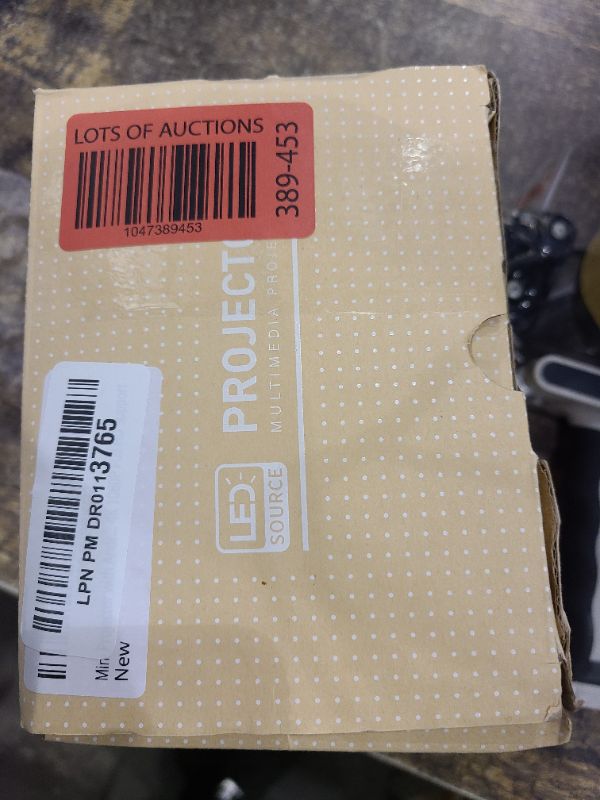 LOTS OF AUCTIONS
1047389453
389-453
PROJECTO
MULTIMEDIA PROJE
LED
SOURCE
LPN PM DR0113765
New